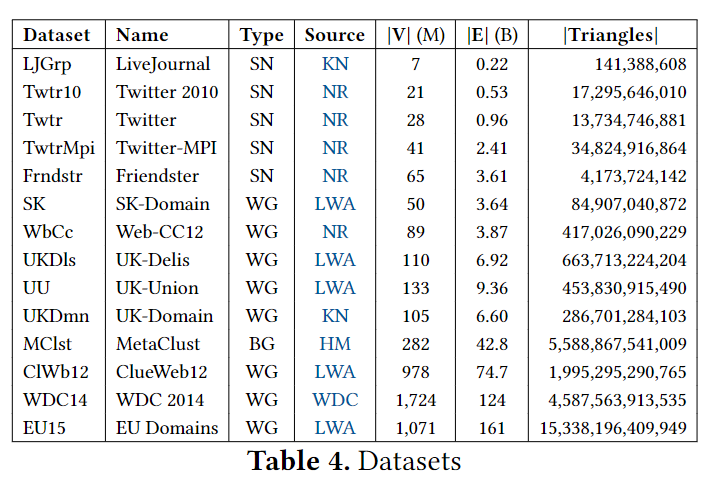 Dataset Name Type Source |V| (M) |E| (B) |Triangles|
LJGrp LiveJournal SN KN 7 0.22 141,388,608
Twtr10 Twitter 2010 SN NR 21 0.53 17,295,646,010
Twtr Twitter SN NR 28 0.96 13,734,746,881
TwtrMpi Twitter-MPI SN NR 41 2.41 34,824,916,864
Frndstr Friendster SN NR 65 3.61 4,173,724,142
SK SK-Domain WG LWA 50 3.64 84,907,040,872
WbCc Web-CC12 WG NR 89 3.87 417,026,090,229
UKDls UK-Delis WG LWA 110 6.92 663,713,224,204
UU UK-Union WG LWA 133 9.36 453,830,915,490
UKDmn UK-Domain WG KN 105 6.60 286,701,284,103
MClst MetaClust BG HM 282 42.8 5,588,867,541,009
ClWb12 ClueWeb12 WG LWA 978 74.7 1,995,295,290,765
WDC14 WDC 2014 WG WDC 1,724 124 4,587,563,913,535
EU15 EU Domains WG LWA 1,071 161 15,338,196,409,949
Table 4. Datasets